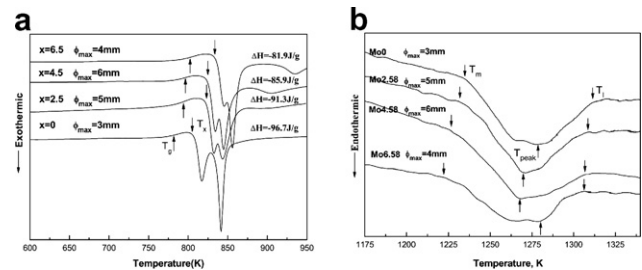 a
x=6.5 ϕmax=4mm
ΔH=-81.9J/g
x=4.5 ϕmax=6mm
ΔH=-85.9J/g
x=2.5 ϕmax=5mm
ΔH=-91.3J/g
x=0 ϕmax=3mm
Tx
ΔH=-96.7J/g
Tg
Exothermic
600 650 700 750 800 850 900 950
Temperature(K)
b
Mo0 ϕmax=3mm
Tm
Tl
Mo2.58 ϕmax=5mm
Mo4.58 ϕmax=6mm
Tpeak
Mo6.58 ϕmax=4mm
Endothermic
1175 1200 1225 1250 1275 1300 1325
Temperature, K